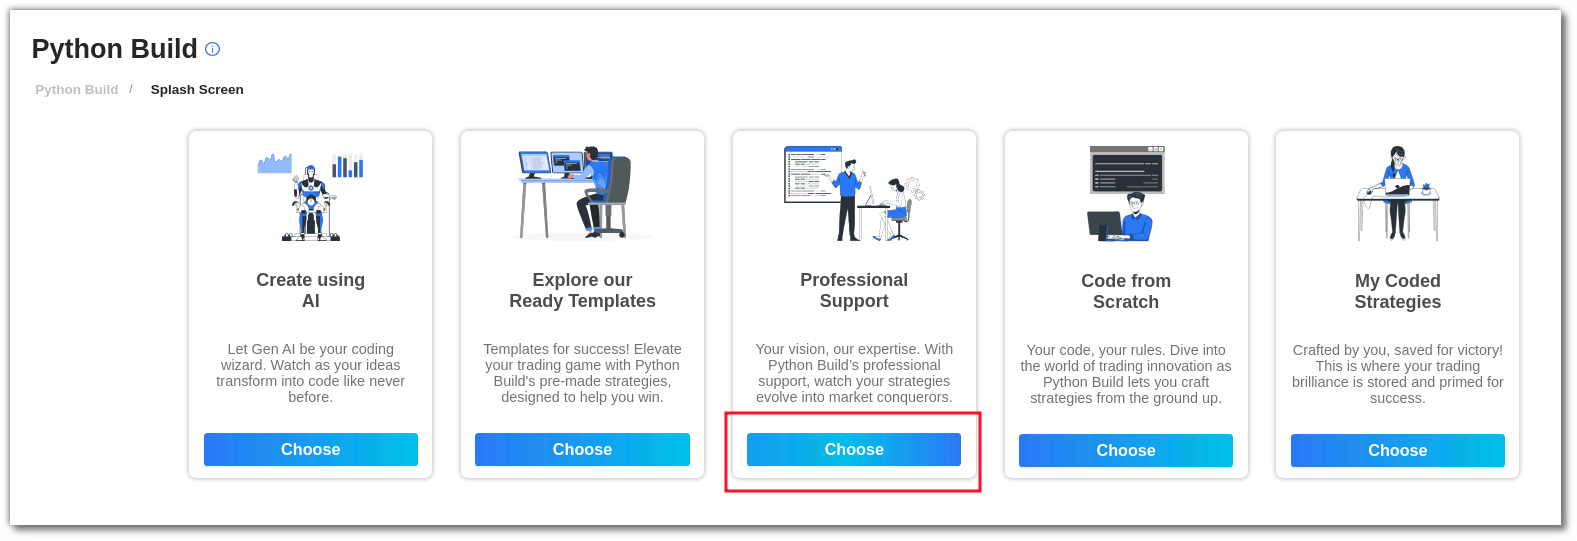 Python Build
Python Build / Splash Screen
Create using
AI
Let Gen AI be your coding
wizard. Watch as your ideas
transform into code like never
before.
Choose
Explore our
Ready Templates
Templates for success! Elevate
your trading game with Python
Build's pre-made strategies,
designed to help you win.
Choose
Professional
Support
Your vision, our expertise. With
Python Build’s professional
support, watch your strategies
evolve into market conquerors.
Choose
Code from
Scratch
Your code, your rules. Dive into
the world of trading innovation as
Python Build lets you craft
strategies from the ground up.
Choose
My Coded
Strategies
Crafted by you, saved for victory!
This is where your trading
brilliance is stored and primed for
success.
Choose